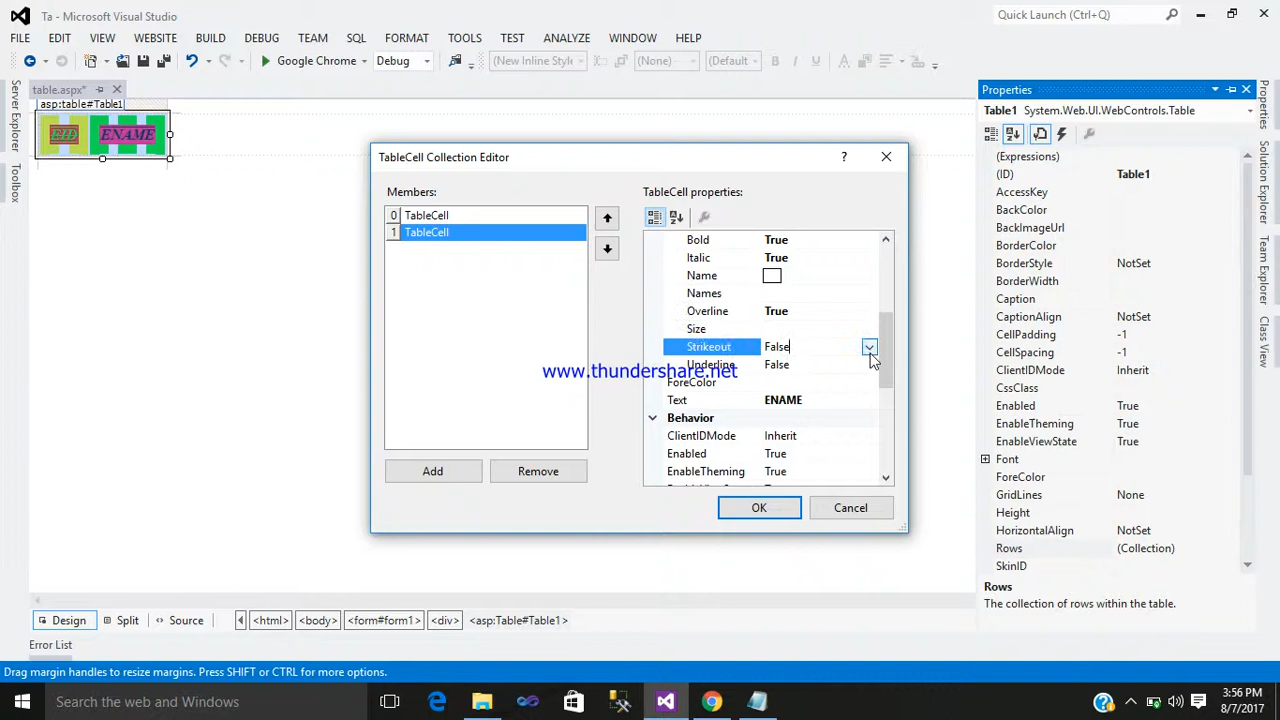 Ta - Microsoft Visual Studio
Quick Launch (Ctrl+Q)
FILE EDIT VIEW WEBSITE BUILD DEBUG TEAM SQL FORMAT TOOLS TEST ANALYZE WINDOW HELP
Google Chrome Debug (New Inline Style (None) (Default B I U A
table.aspx*
asp:table#Table1
EID ENAME
Server Explorer
Toolbox
TableCell Collection Editor ?
Members:
0 TableCell
1 TableCell
Add Remove
TableCell properties:
Bold True
Italic True
Name
Names
Overline True
Size
Strikeout False
Underline False
www.thundershare.net
ForeColor
Text ENAME
Behavior
ClientIDMode Inherit
Enabled True
EnableTheming True
OK Cancel
Properties
Table1 System.Web.UI.WebControls.Table
(Expressions)
(ID) Table1
AccessKey
BackColor
BackImageUrl
BorderColor
BorderStyle NotSet
BorderWidth
Caption
CaptionAlign NotSet
CellPadding -1
CellSpacing -1
ClientIDMode Inherit
CssClass
Enabled True
EnableTheming True
EnableViewState True
Font
ForeColor
GridLines None
Height
HorizontalAlign NotSet
Rows (Collection)
SkinID
Rows
The collection of rows within the table.
Properties
Solution Explorer
Team Explorer
Class View
Design Split Source <html> <body> <form#form1> <div> <asp:Table#Table1>
Error List
Drag margin handles to resize margins. Press SHIFT or CTRL for more options.
Search the web and Windows
3:56 PM
8/7/2017